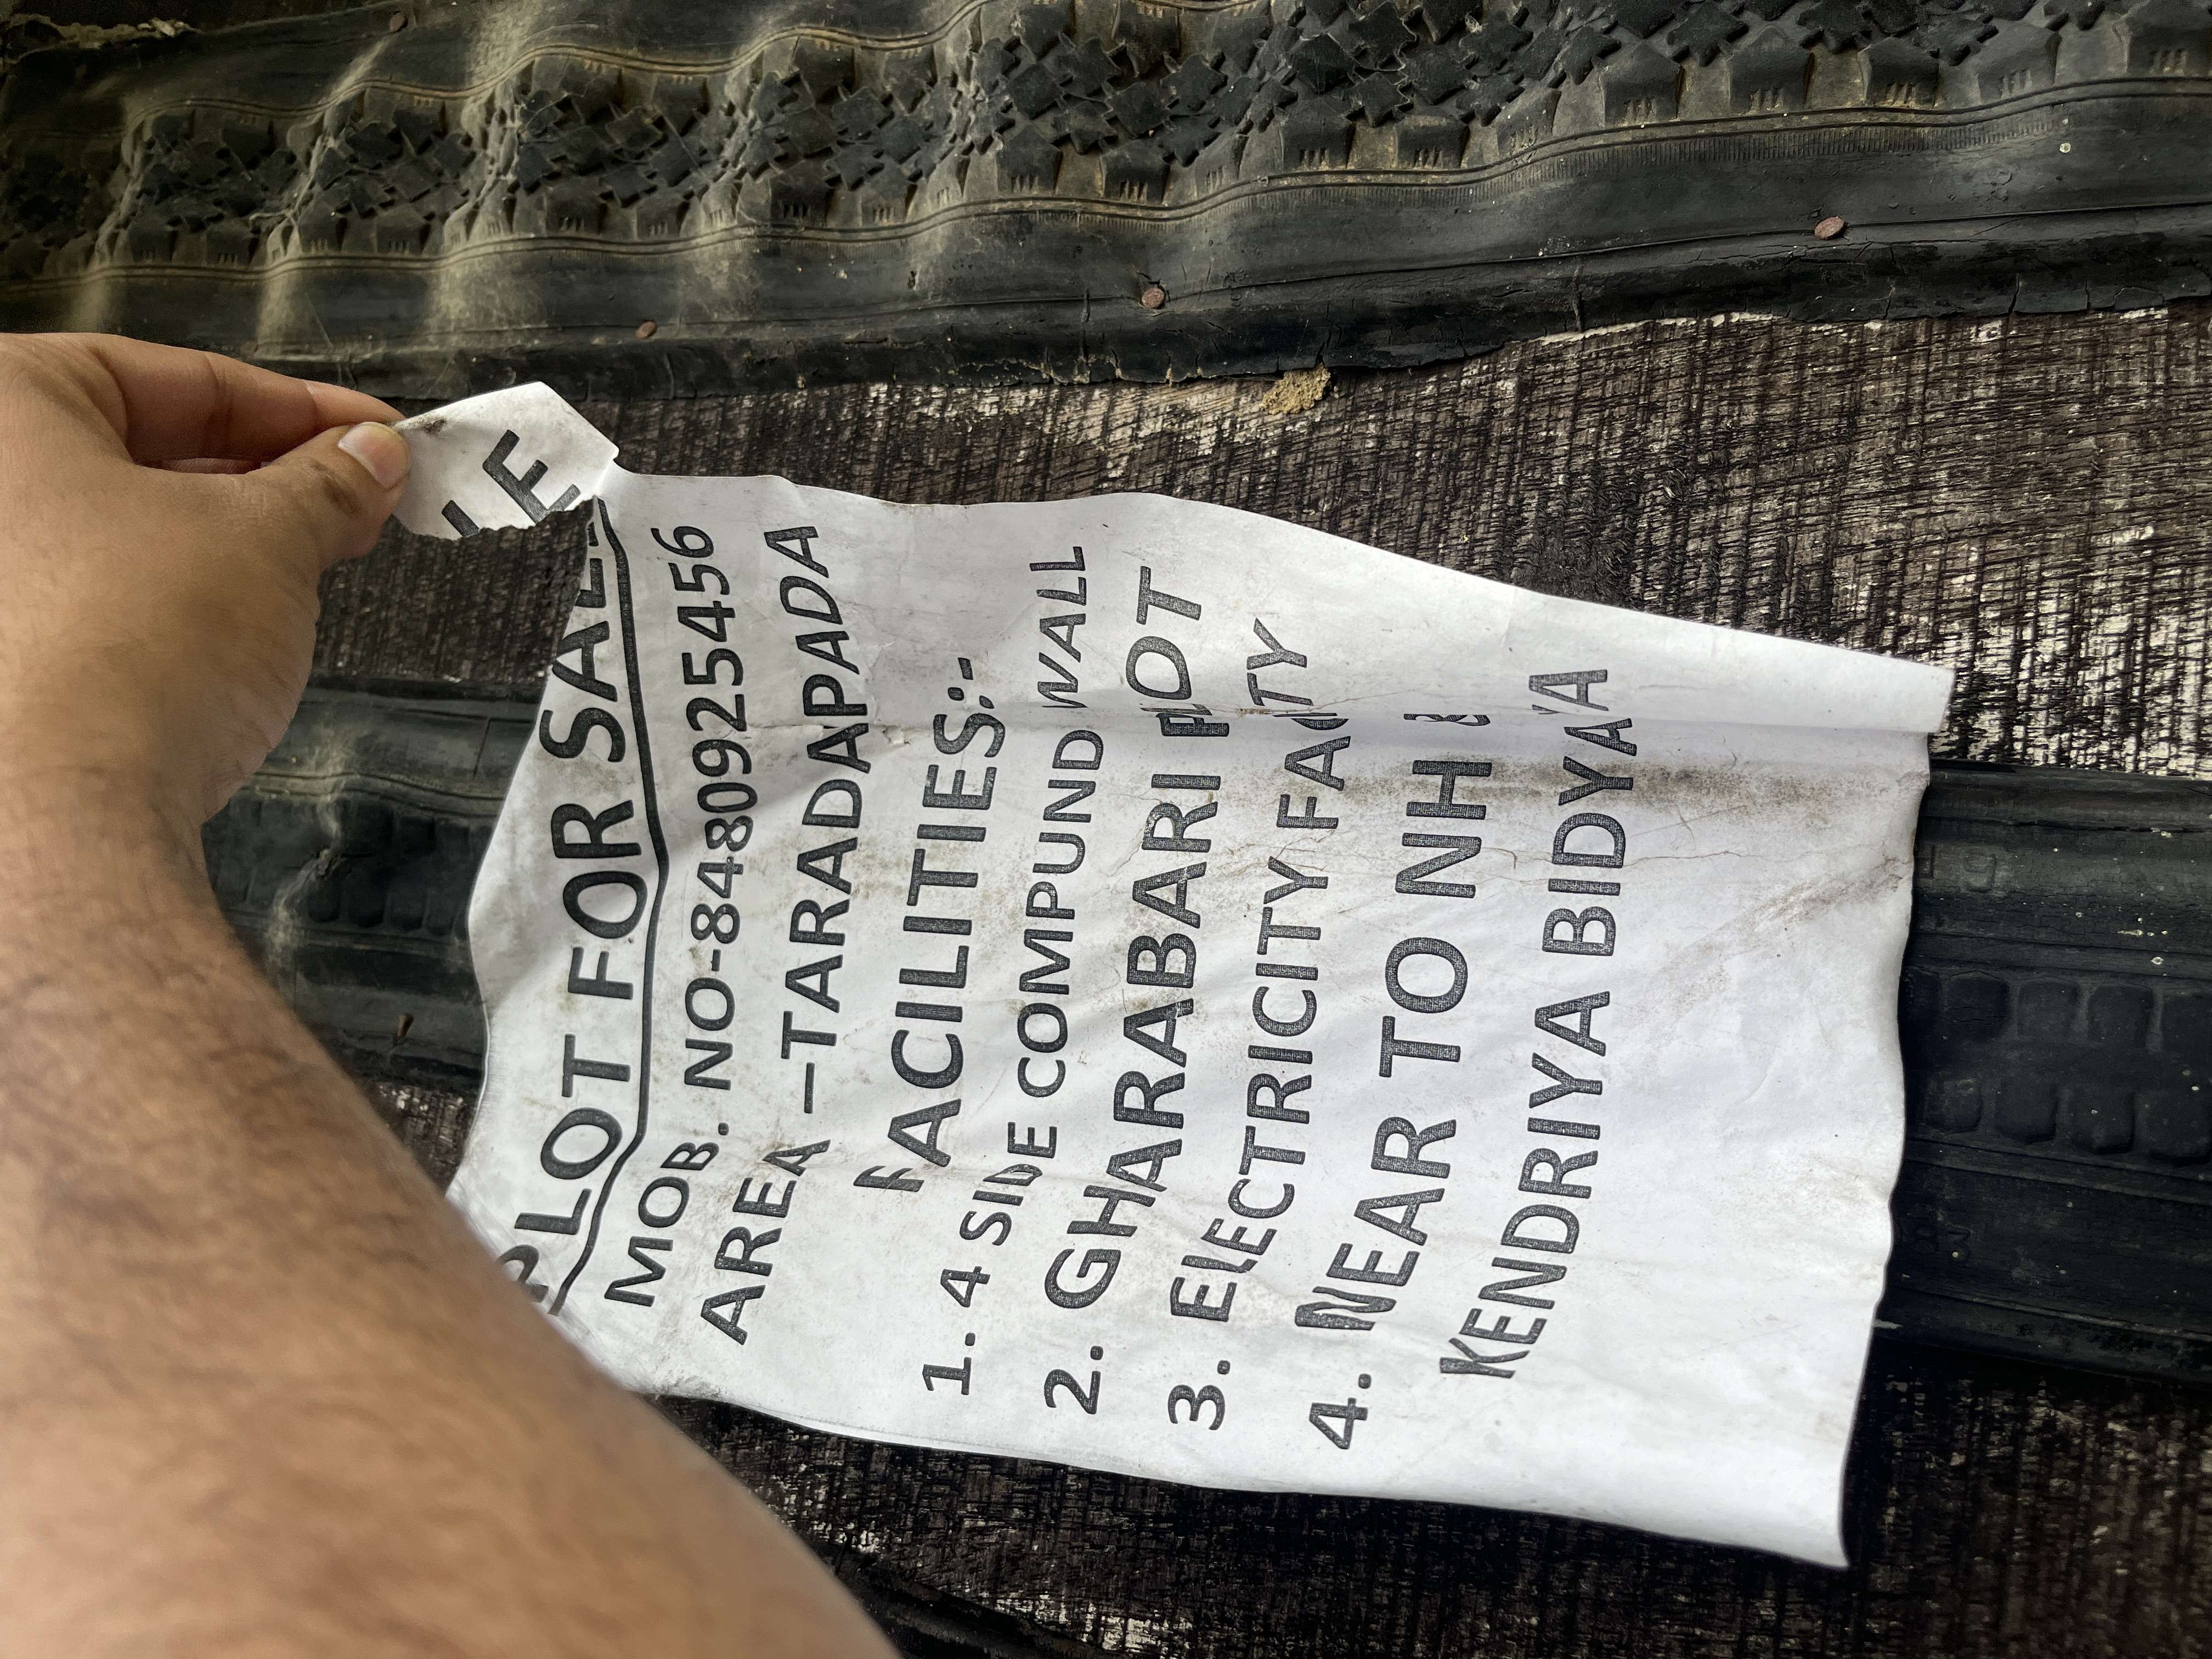 PLOT FOR SALE
MOB. NO-8480925456
AREA –TARADAPADA
FACILITIES:-
1. 4 SIDE COMPUND WALL
2. GHARABARI PLOT
3. ELECTRICITY
4. NEAR TO NH &
KENDRIYA BIDYA